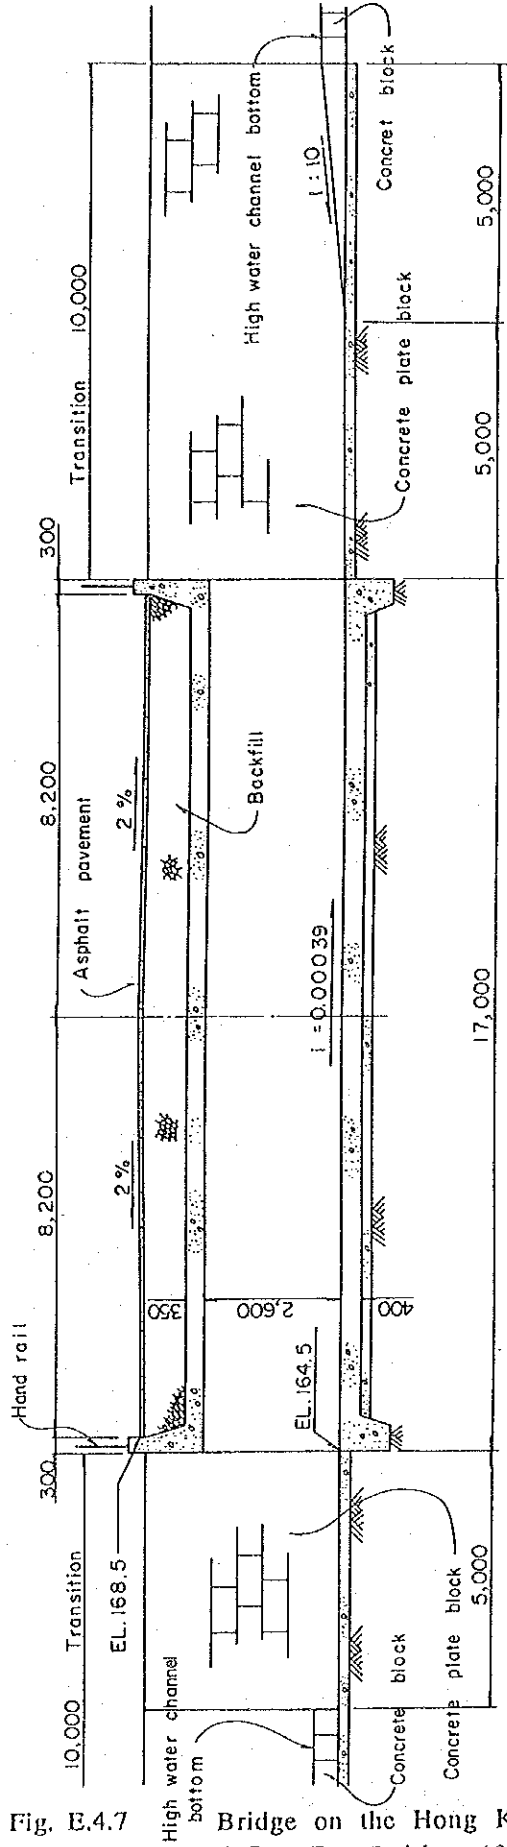 10,000
Transition
300
Hand rail
8,200
8,200
300
Transition 10,000
EL.168.5
2%
Asphalt pavement
2%
Backfill
350
2,600
400
EL.164.5
i=0.00039
High water channel
bottom
High water channel bottom
1:10
Concrete block
Concrete plate block
Concrete plate block
Concret block
5,000
17,000
5,000
5,000
Fig. E.4.7
Bridge on the Hong K